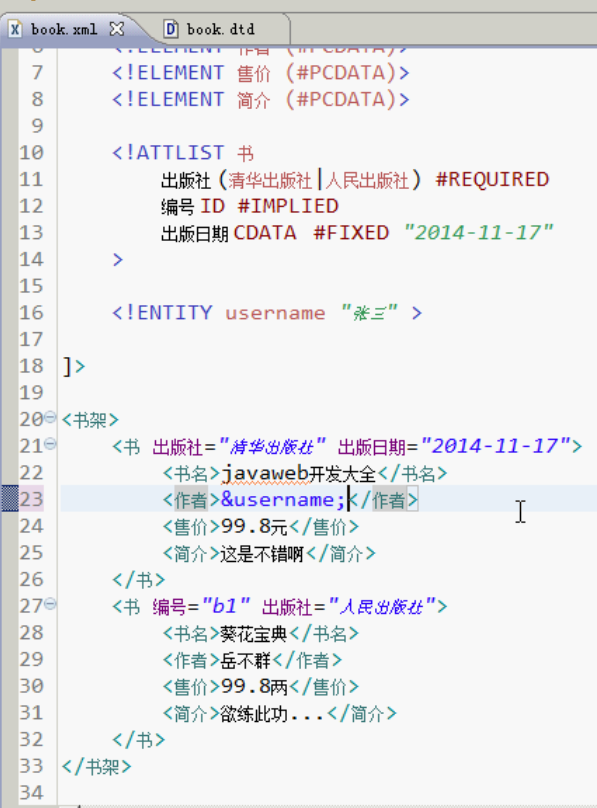 book.xml book.dtd
6 <!ELEMENT 作者 (#PCDATA)>
7 <!ELEMENT 售价 (#PCDATA)>
8 <!ELEMENT 简介 (#PCDATA)>
9
10 <!ATTLIST 书
11 出版社 (清华出版社|人民出版社) #REQUIRED
12 编号 ID #IMPLIED
13 出版日期 CDATA #FIXED "2014-11-17"
14 >
15
16 <!ENTITY username "张三" >
17
18 ]>
19
20 <书架>
21 <书 出版社="清华出版社" 出版日期="2014-11-17">
22 <书名>javaweb开发大全</书名>
23 <作者>&username;</作者>
24 <售价>99.8元</售价>
25 <简介>这是不错啊</简介>
26 </书>
27 <书 编号="b1" 出版社="人民出版社">
28 <书名>葵花宝典</书名>
29 <作者>岳不群</作者>
30 <售价>99.8两</售价>
31 <简介>欲练此功...</简介>
32 </书>
33 </书架>
34